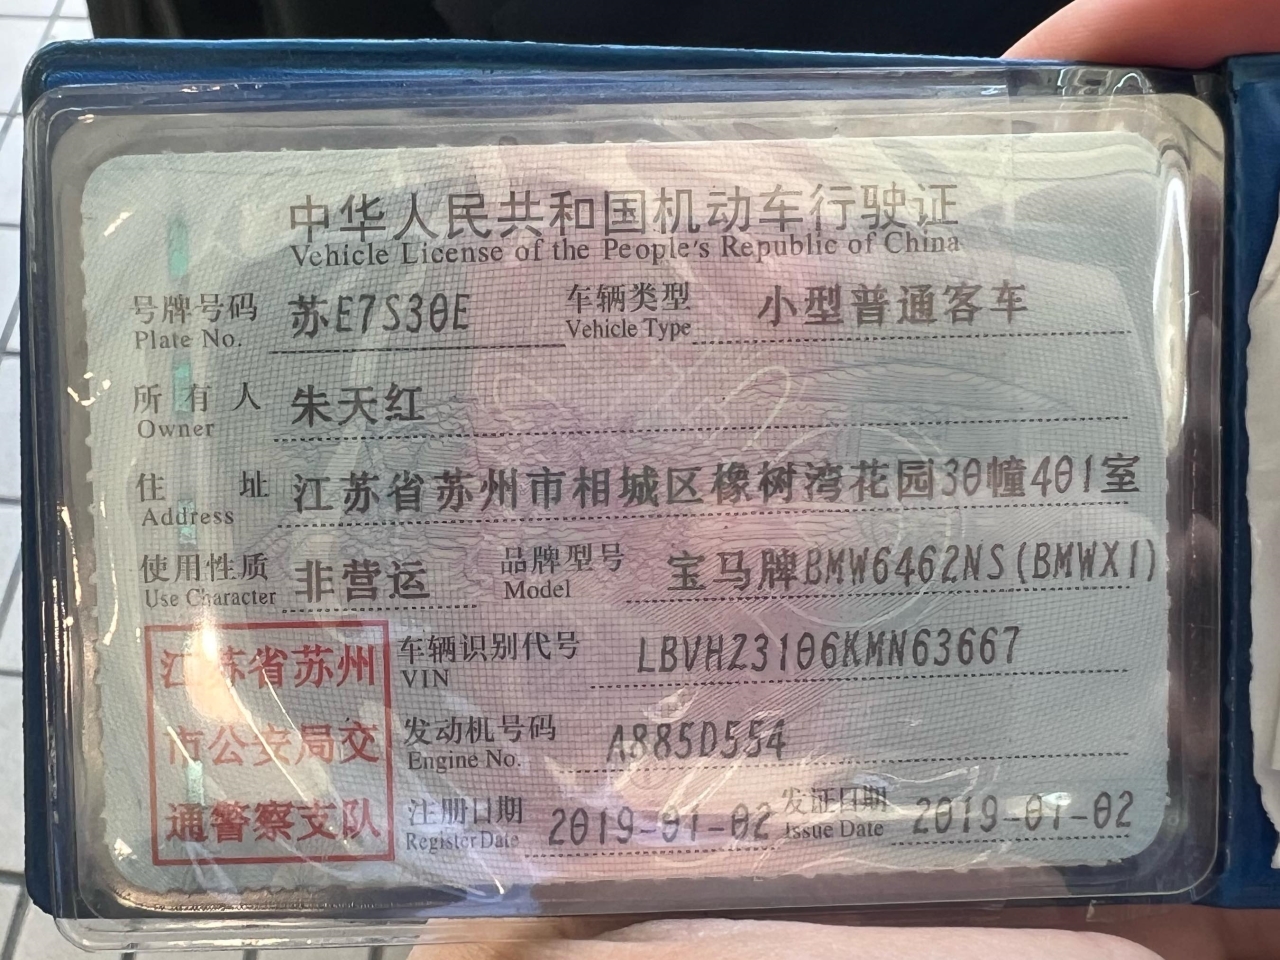 中华人民共和国机动车行驶证
Vehicle License of the People's Republic of China
号牌号码 苏E7S30E 车辆类型 小型普通客车
Plate No. Vehicle Type
所有人 朱天红
Owner
住址 江苏省苏州市相城区橡树湾花园30幢401室
Address
使用性质 非营运 品牌型号 宝马牌BMW6462NS(BMWX1)
Use Character Model
江苏省苏州 车辆识别代号 LBVHZ3106KMN63667
VIN
市公安局交 发动机号码 A885D554
Engine No.
通警察支队 注册日期 2019-01-02 发证日期 2019-01-02
Register Date Issue Date